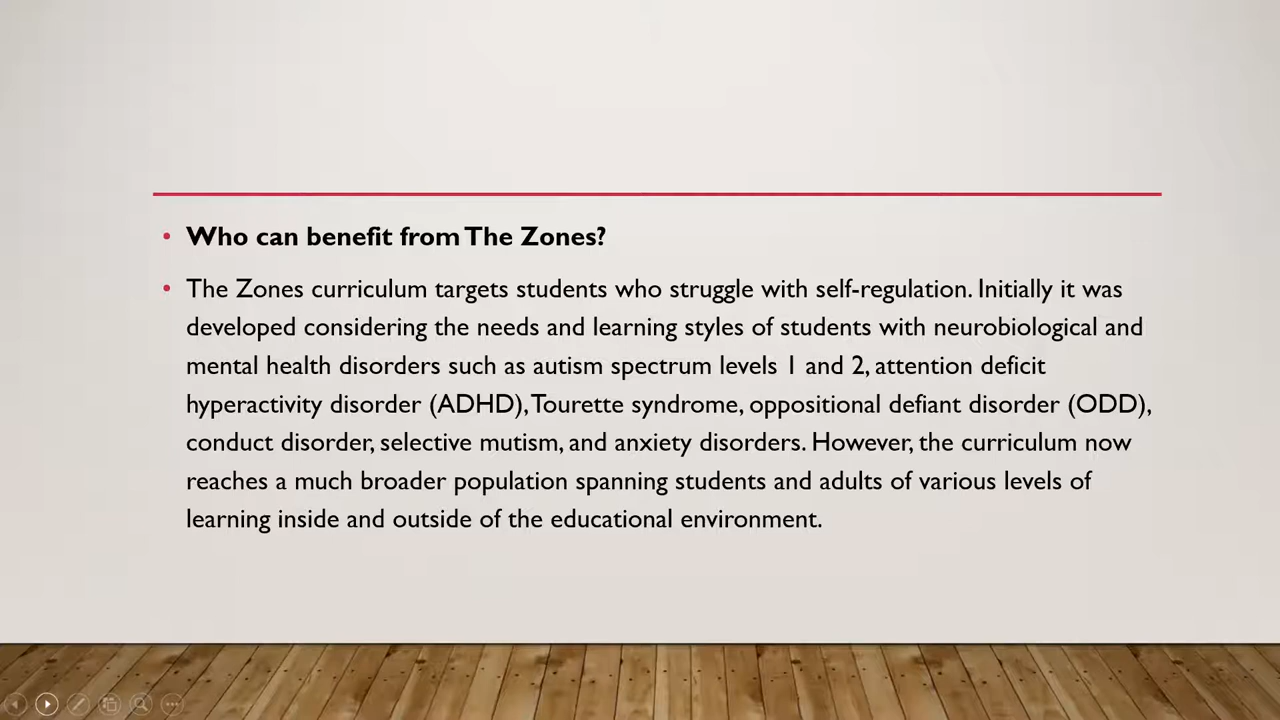 • Who can benefit from The Zones?
• The Zones curriculum targets students who struggle with self-regulation. Initially it was
developed considering the needs and learning styles of students with neurobiological and
mental health disorders such as autism spectrum levels 1 and 2, attention deficit
hyperactivity disorder (ADHD), Tourette syndrome, oppositional defiant disorder (ODD),
conduct disorder, selective mutism, and anxiety disorders. However, the curriculum now
reaches a much broader population spanning students and adults of various levels of
learning inside and outside of the educational environment.